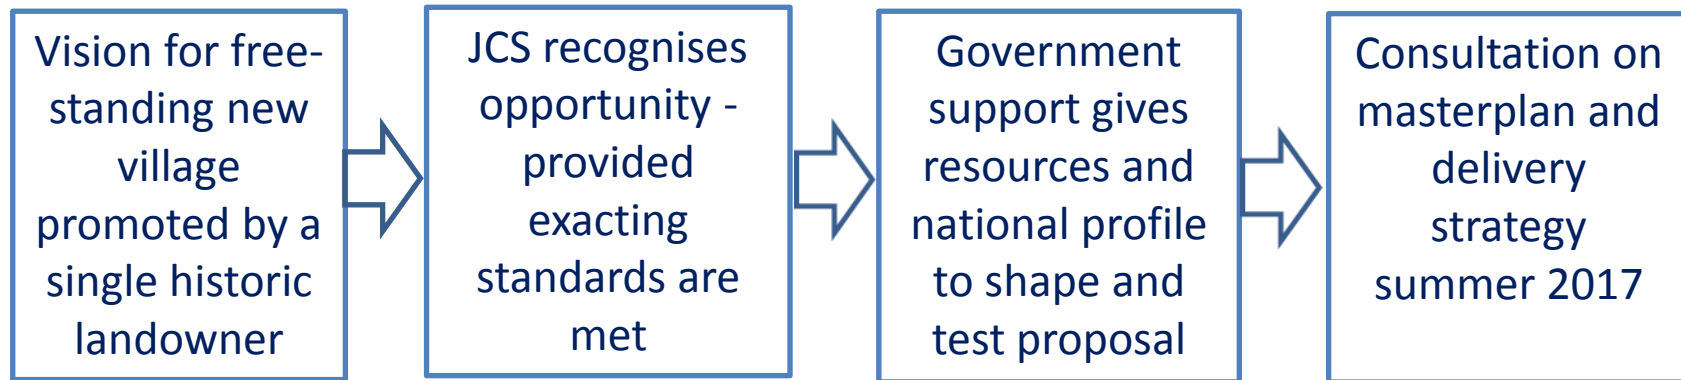 Vision for free-
standing new
village
promoted by a
single historic
landowner
JCS recognises
opportunity -
provided
exacting
standards are
met
Government
support gives
resources and
national profile
to shape and
test proposal
Consultation on
masterplan and
delivery
strategy
summer 2017